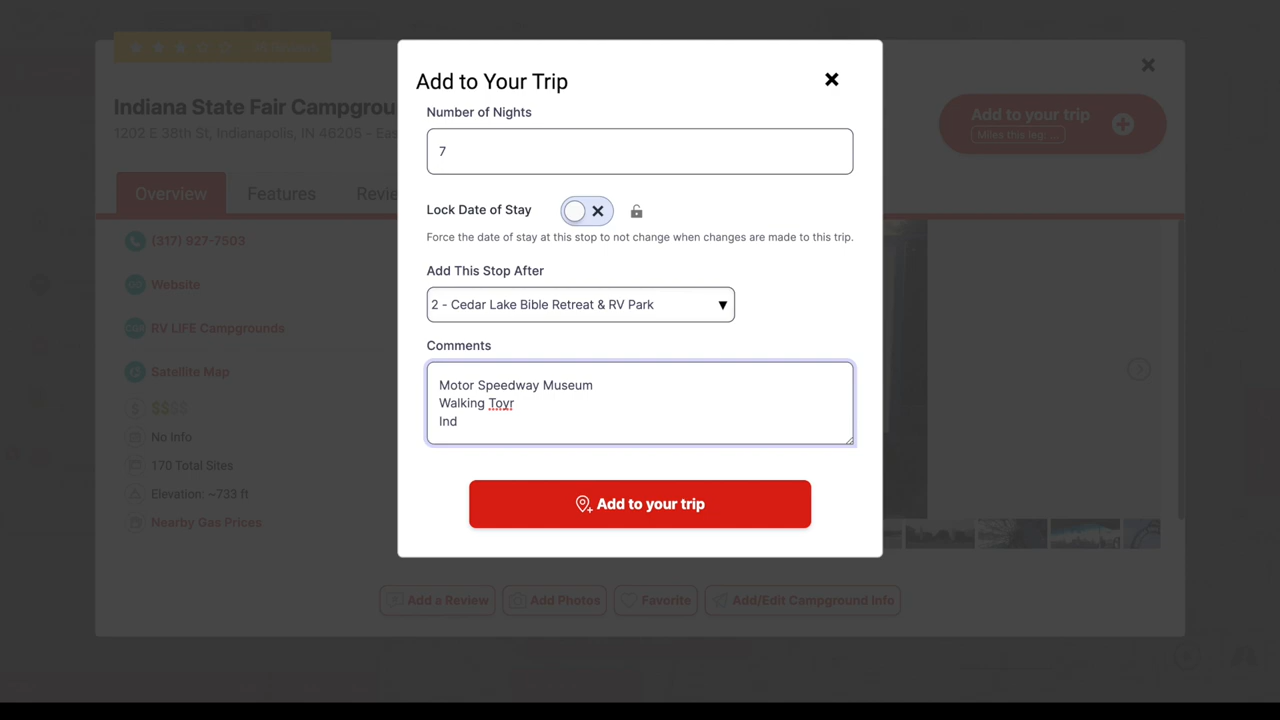 Add to Your Trip
Number of Nights
7
Lock Date of Stay
Force the date of stay at this stop to not change when changes are made to this trip.
Add This Stop After
2 - Cedar Lake Bible Retreat & RV Park
Comments
Motor Speedway Museum
Walking Toyr
Ind
Add to your trip
Indiana State Fair Campgrou
1202 E 38th St, Indianapolis, IN 46205 - Eas
Add to your trip
Miles this leg: ...
Overview
Features
Revie
(317) 927-7503
Website
RV LIFE Campgrounds
Satellite Map
$$$$
No Info
170 Total Sites
Elevation: ~733 ft
Nearby Gas Prices
Add a Review
Add Photos
Favorite
Add/Edit Campground Info